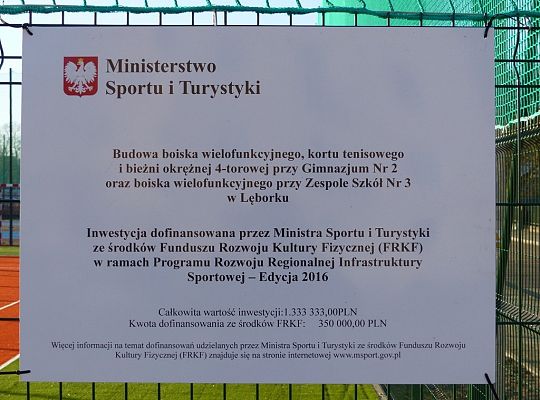 Ministerstwo
Sportu i Turystyki
Budowa boiska wielofunkcyjnego, kortu tenisowego
i bieżni okrężnej 4-torowej przy Gimnazjum Nr 2
oraz boiska wielofunkcyjnego przy Zespole Szkół Nr 3
w Lęborku
Inwestycja dofinansowana przez Ministra Sportu i Turystyki
ze środków Funduszu Rozwoju Kultury Fizycznej (FRKF)
w ramach Programu Rozwoju Regionalnej Infrastruktury
Sportowej – Edycja 2016
Całkowita wartość inwestycji:1.333 333,00PLN
Kwota dofinansowania ze środków FRKF: 350 000,00 PLN
Więcej informacji na temat dofinansowań udzielanych przez Ministra Sportu i Turystyki ze środków Funduszu Rozwoju
Kultury Fizycznej (FRKF) znajduje się na stronie internetowej www.msport.gov.pl